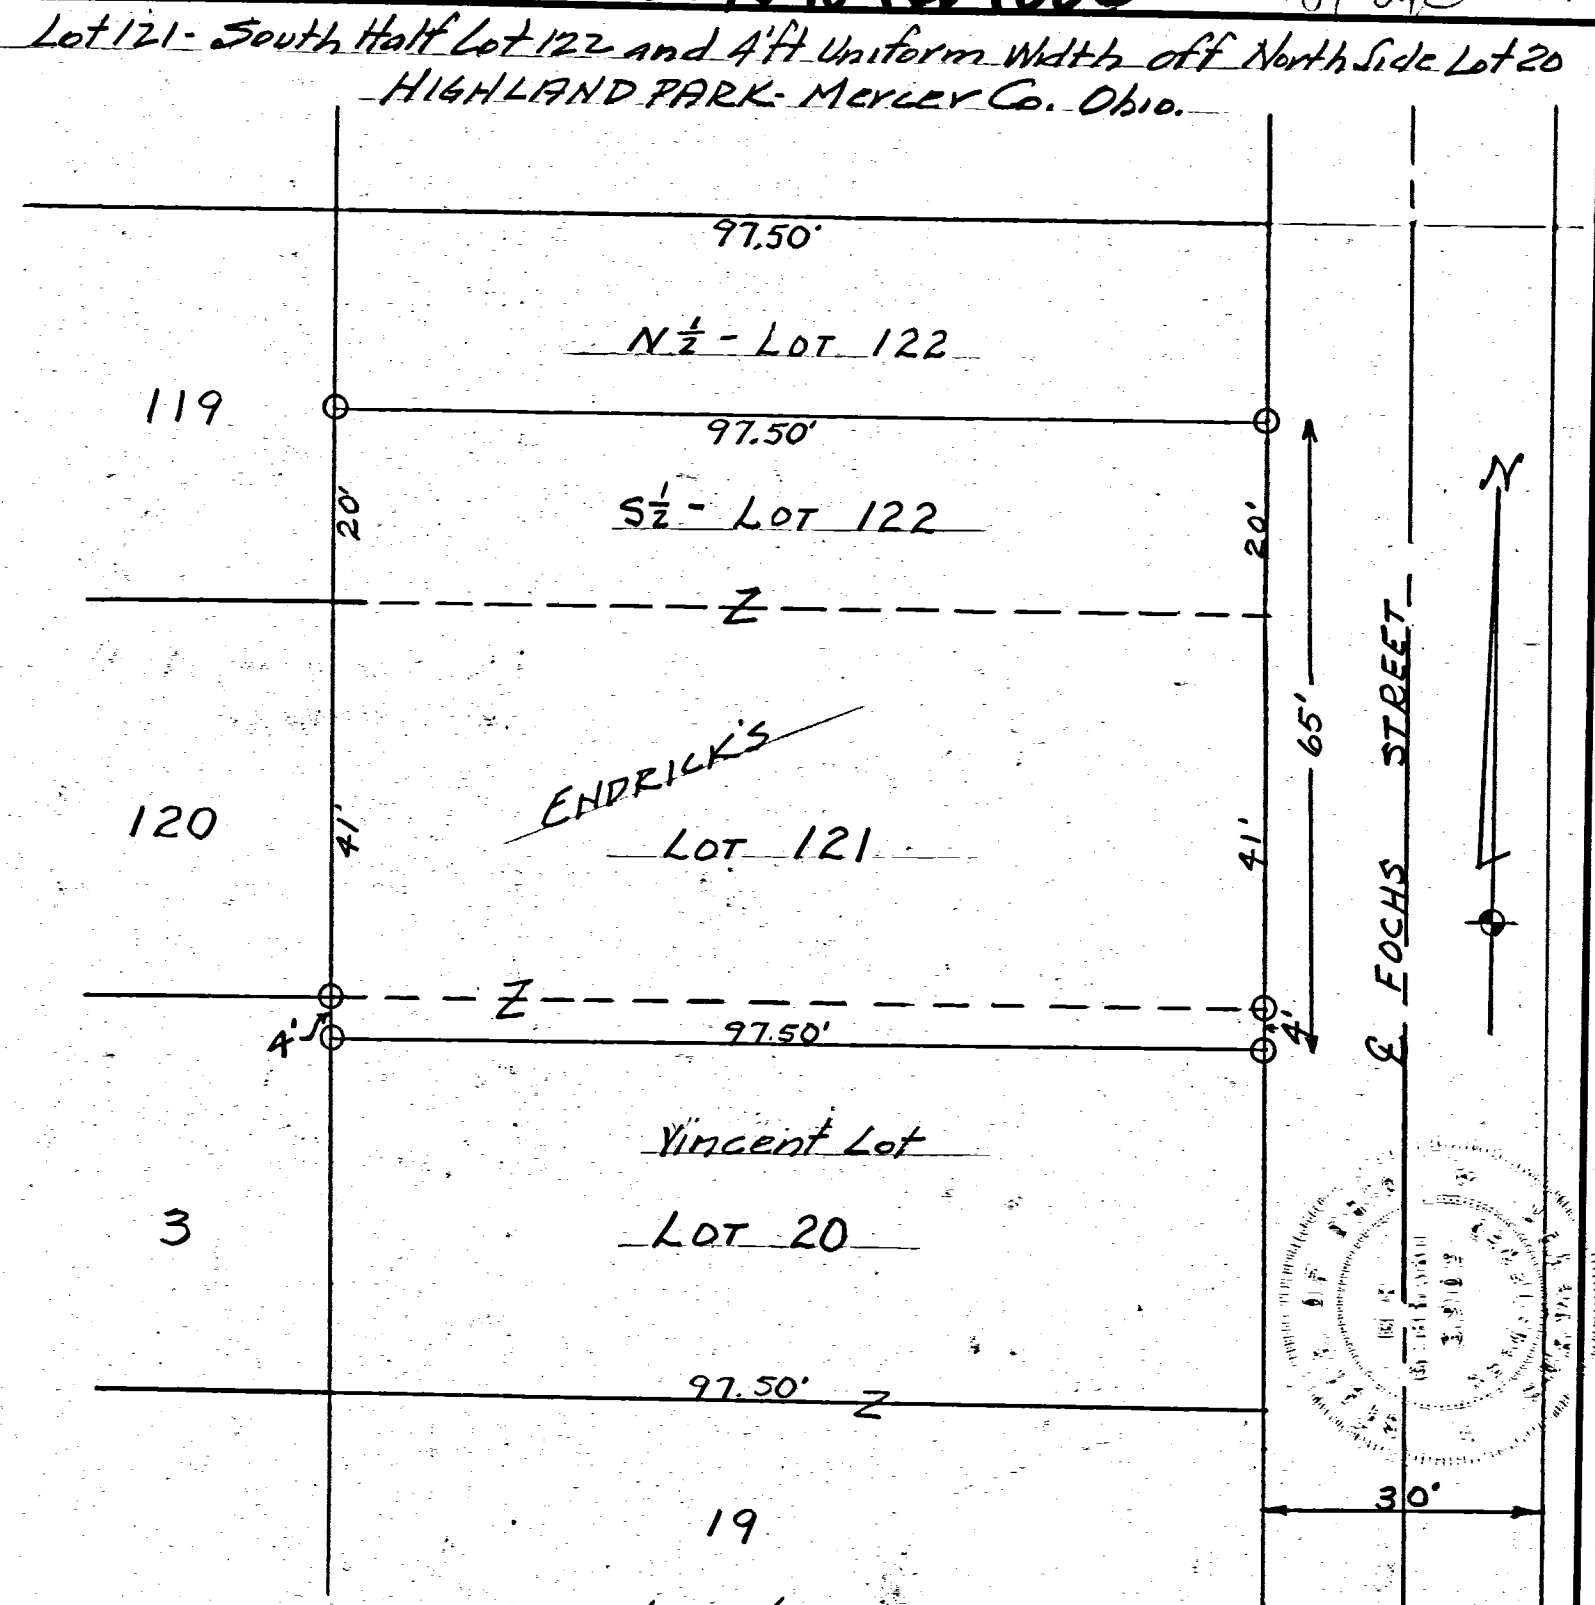 Lot 121 - South Half Lot 122 and 4'ft Uniform Width off North Side Lot 20
HIGHLAND PARK - Mercer Co. Ohio.
97.50'
N 1/2 - LOT 122
119
97.50'
20'
S 1/2 - LOT 122
20'
N
Z
65'
ENDRICK'S
120
41'
LOT 121
41'
℄ FOCHS STREET
Z
4'
97.50'
4'
Vincent Lot
3
LOT 20
97.50' Z
30'
19